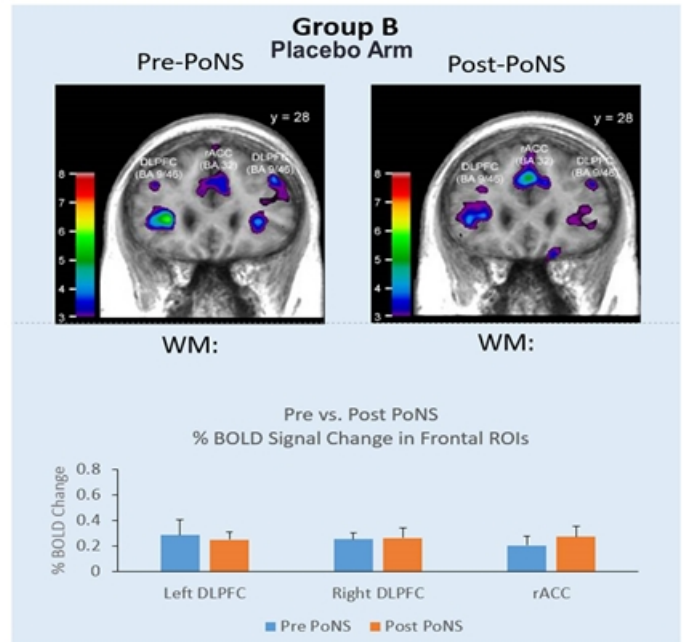 Group B
Placebo Arm
Pre-PoNS
Post-PoNS
y = 28
DLPFC
(BA 9/46)
rACC
(BA 32)
DLPFC
(BA 9/46)
8
7
6
5
4
3
y = 28
DLPFC
(BA 9/46)
rACC
(BA 32)
DLPFC
(BA 9/46)
8
7
6
5
4
3
WM:
WM:
Pre vs. Post PoNS
% BOLD Signal Change in Frontal ROIs
% BOLD Change
0.8
0.6
0.4
0.2
0
Left DLPFC
Right DLPFC
rACC
Pre PoNS
Post PoNS